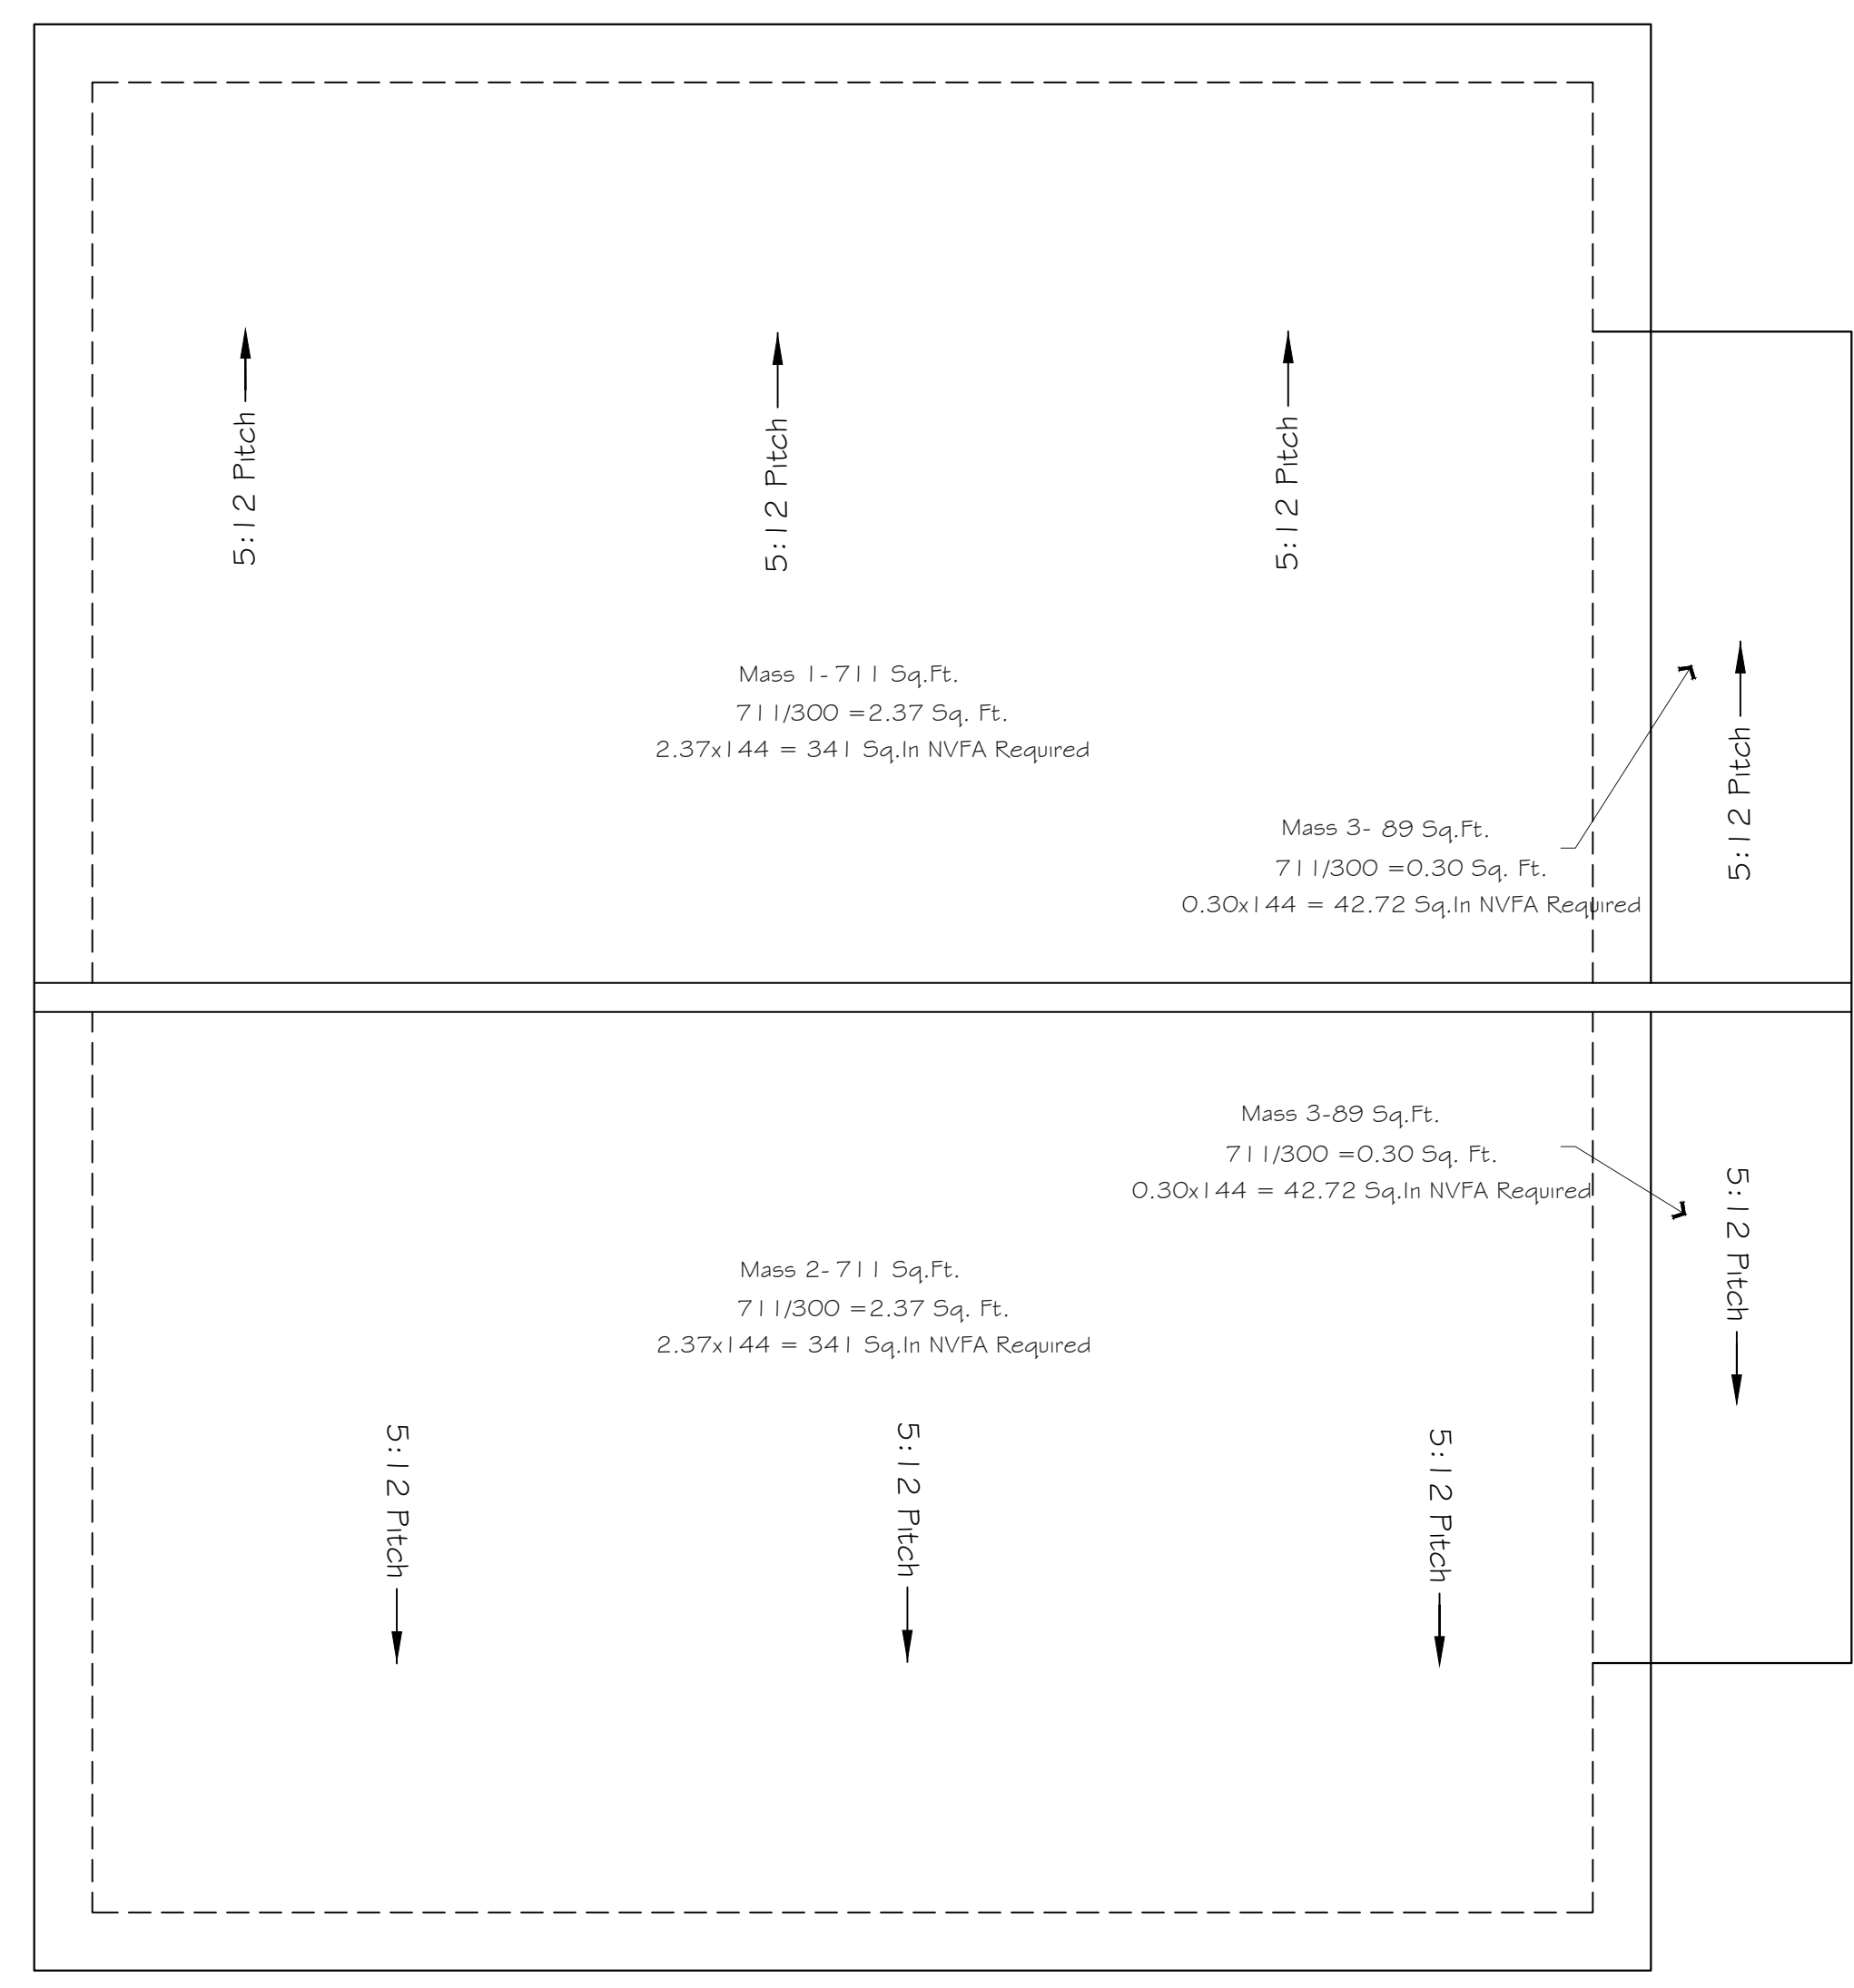 5:12 Pitch
5:12 Pitch
5:12 Pitch
Mass 1- 711 Sq.Ft.
711/300 =2.37 Sq. Ft.
2.37x144 = 341 Sq.In NVFA Required
5:12 Pitch
Mass 3- 89 Sq.Ft.
711/300 =0.30 Sq. Ft.
0.30x144 = 42.72 Sq.In NVFA Required
Mass 3-89 Sq.Ft.
711/300 =0.30 Sq. Ft.
0.30x144 = 42.72 Sq.In NVFA Required
5:12 Pitch
Mass 2- 711 Sq.Ft.
711/300 =2.37 Sq. Ft.
2.37x144 = 341 Sq.In NVFA Required
5:12 Pitch
5:12 Pitch
5:12 Pitch